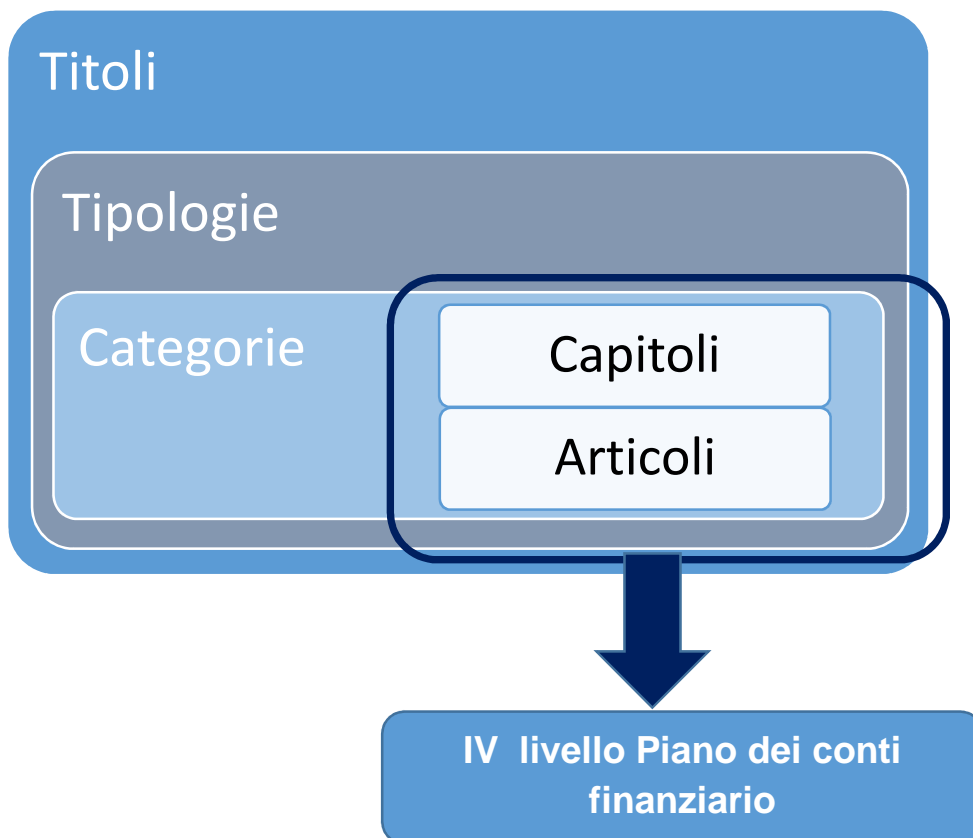 Titoli
Tipologie
Categorie
Capitoli
Articoli
IV livello Piano dei conti
finanziario